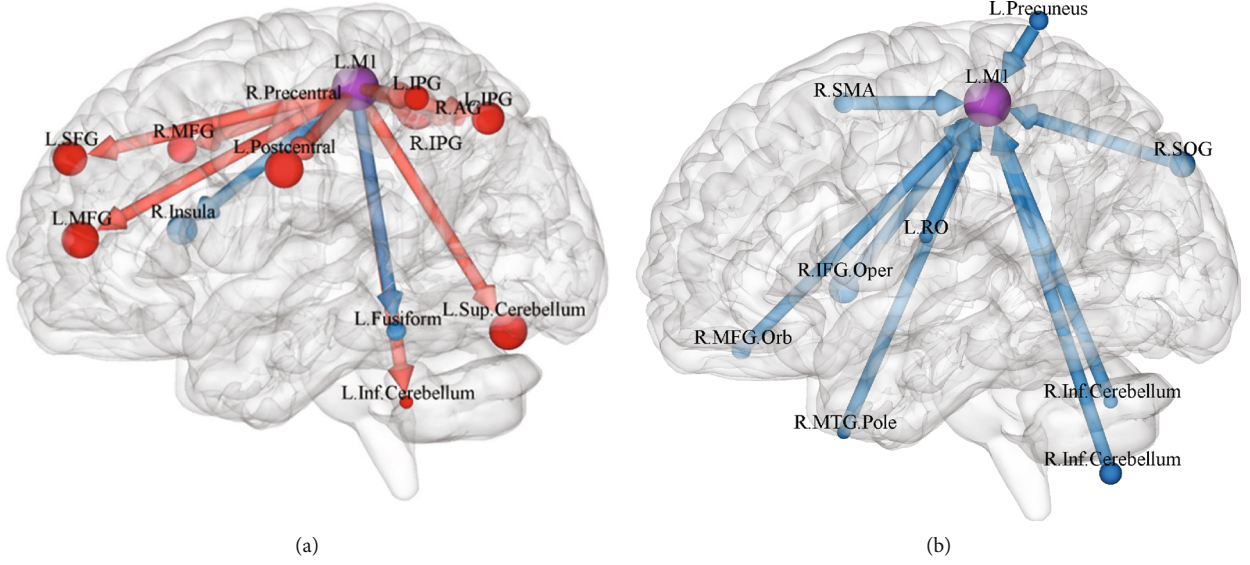 L.M1
L.IPG
R.Precentral
L.IPG
R.AG
L.SFG
R.MFG
L.Postcentral
R.IPG
L.MFG
R.Insula
L.Fusiform
L.Sup.Cerebellum
L.Inf.Cerebellum
(a)
L.Precuneus
L.M1
R.SMA
R.SOG
L.RO
R.IFG.Oper
R.MFG.Orb
R.Inf.Cerebellum
R.MTG.Pole
R.Inf.Cerebellum
(b)